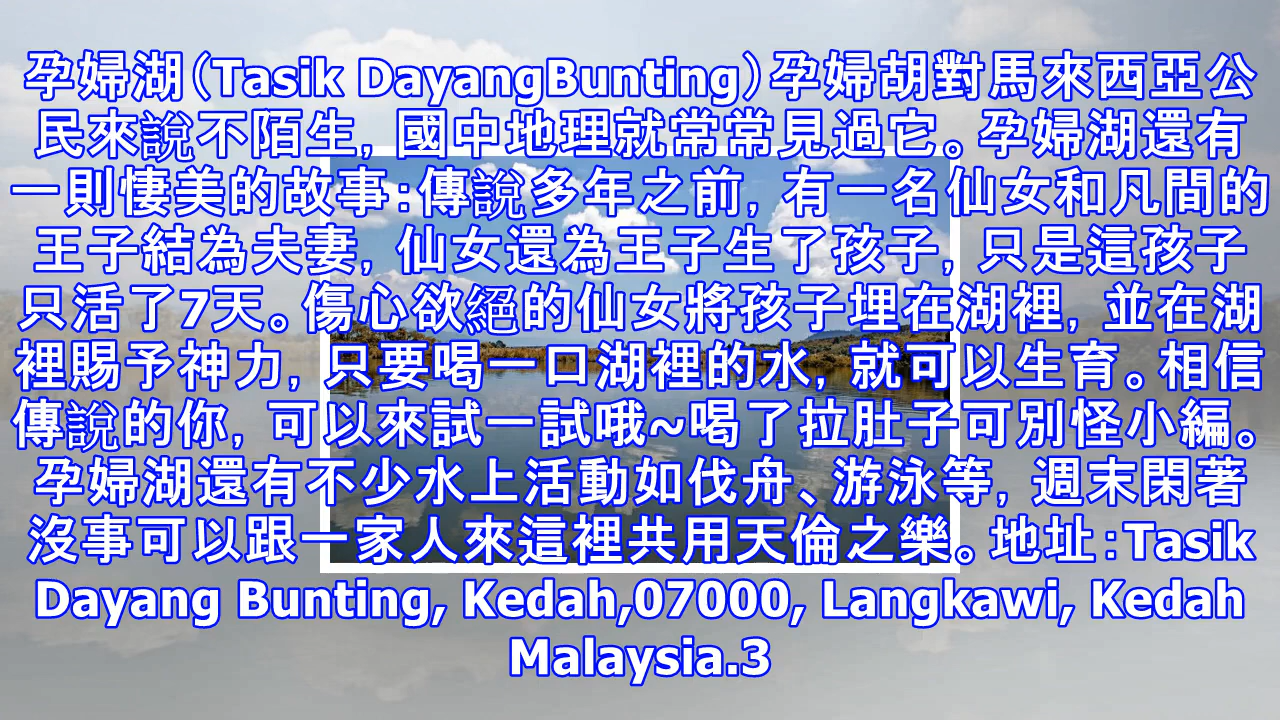 孕婦湖（Tasik DayangBunting）孕婦胡對馬來西亞公
民來說不陌生, 國中地理就常常見過它。孕婦湖還有
一則悽美的故事：傳說多年之前, 有一名仙女和凡間的
王子結為夫妻, 仙女還為王子生了孩子, 只是這孩子
只活了7天。傷心欲絕的仙女將孩子埋在湖裡, 並在湖
裡賜予神力, 只要喝一口湖裡的水, 就可以生育。相信
傳說的你, 可以來試一試哦~喝了拉肚子可別怪小編。
孕婦湖還有不少水上活動如伐舟、游泳等, 週末閑著
沒事可以跟一家人來這裡共用天倫之樂。地址：Tasik
Dayang Bunting, Kedah,07000, Langkawi, Kedah
Malaysia.3